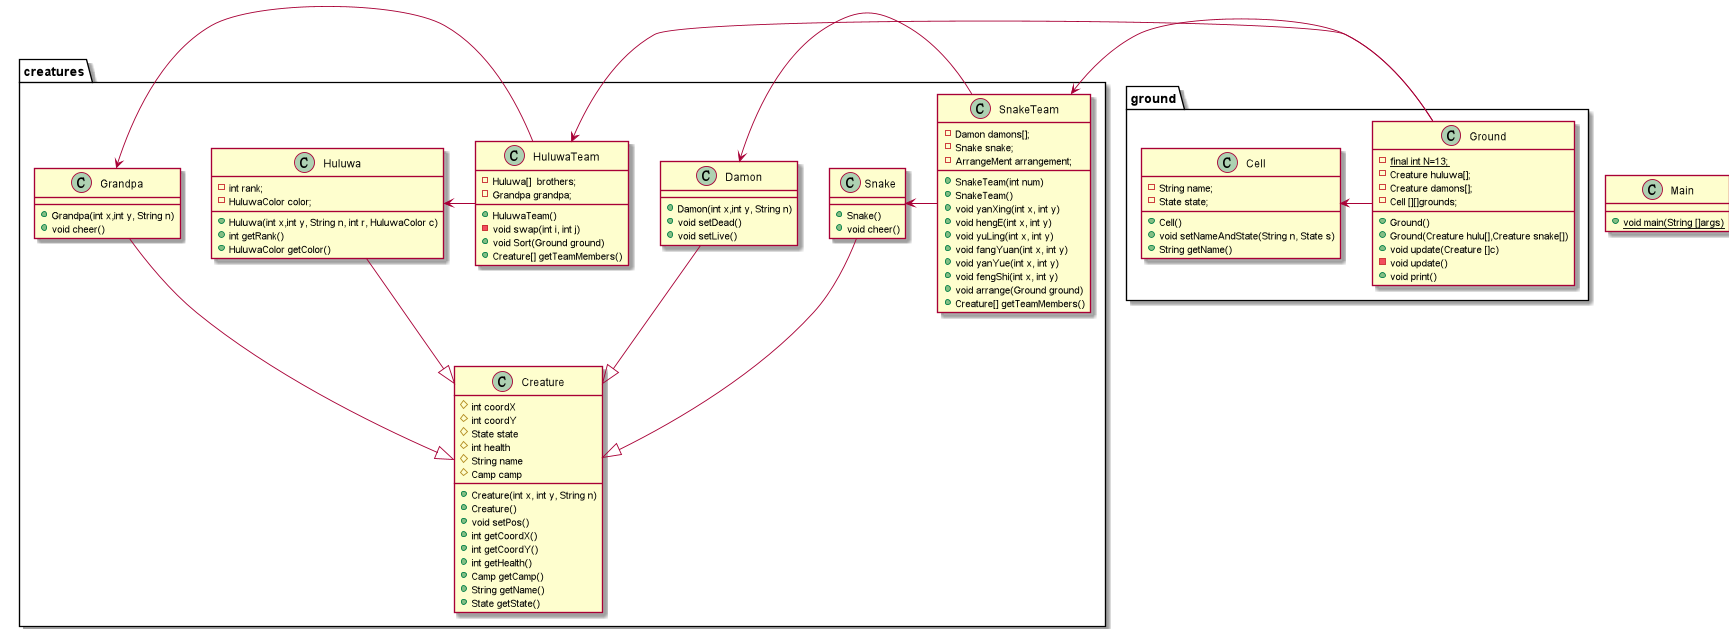 creatures
Grandpa
Grandpa(int x,int y, String n)
void cheer()
Huluwa
int rank;
HuluwaColor color;
Huluwa(int x,int y, String n, int r, HuluwaColor c)
int getRank()
HuluwaColor getColor()
HuluwaTeam
Huluwa[]  brothers;
Grandpa grandpa;
HuluwaTeam()
void swap(int i, int j)
void Sort(Ground ground)
Creature[] getTeamMembers()
Damon
Damon(int x,int y, String n)
void setDead()
void setLive()
Snake
Snake()
void cheer()
SnakeTeam
Damon damons[];
Snake snake;
ArrangeMent arrangement;
SnakeTeam(int num)
SnakeTeam()
void yanXing(int x, int y)
void hengE(int x, int y)
void yuLing(int x, int y)
void fangYuan(int x, int y)
void yanYue(int x, int y)
void fengShi(int x, int y)
void arrange(Ground ground)
Creature[] getTeamMembers()
Creature
int coordX
int coordY
State state
int health
String name
Camp camp
Creature(int x, int y, String n)
Creature()
void setPos()
int getCoordX()
int getCoordY()
int getHealth()
Camp getCamp()
String getName()
State getState()
ground
Cell
String name;
State state;
Cell()
void setNameAndState(String n, State s)
String getName()
Ground
final int N=13;
Creature huluwa[];
Creature damons[];
Cell [][]grounds;
Ground()
Ground(Creature hulu[],Creature snake[])
void update(Creature []c)
void update()
void print()
Main
void main(String []args)